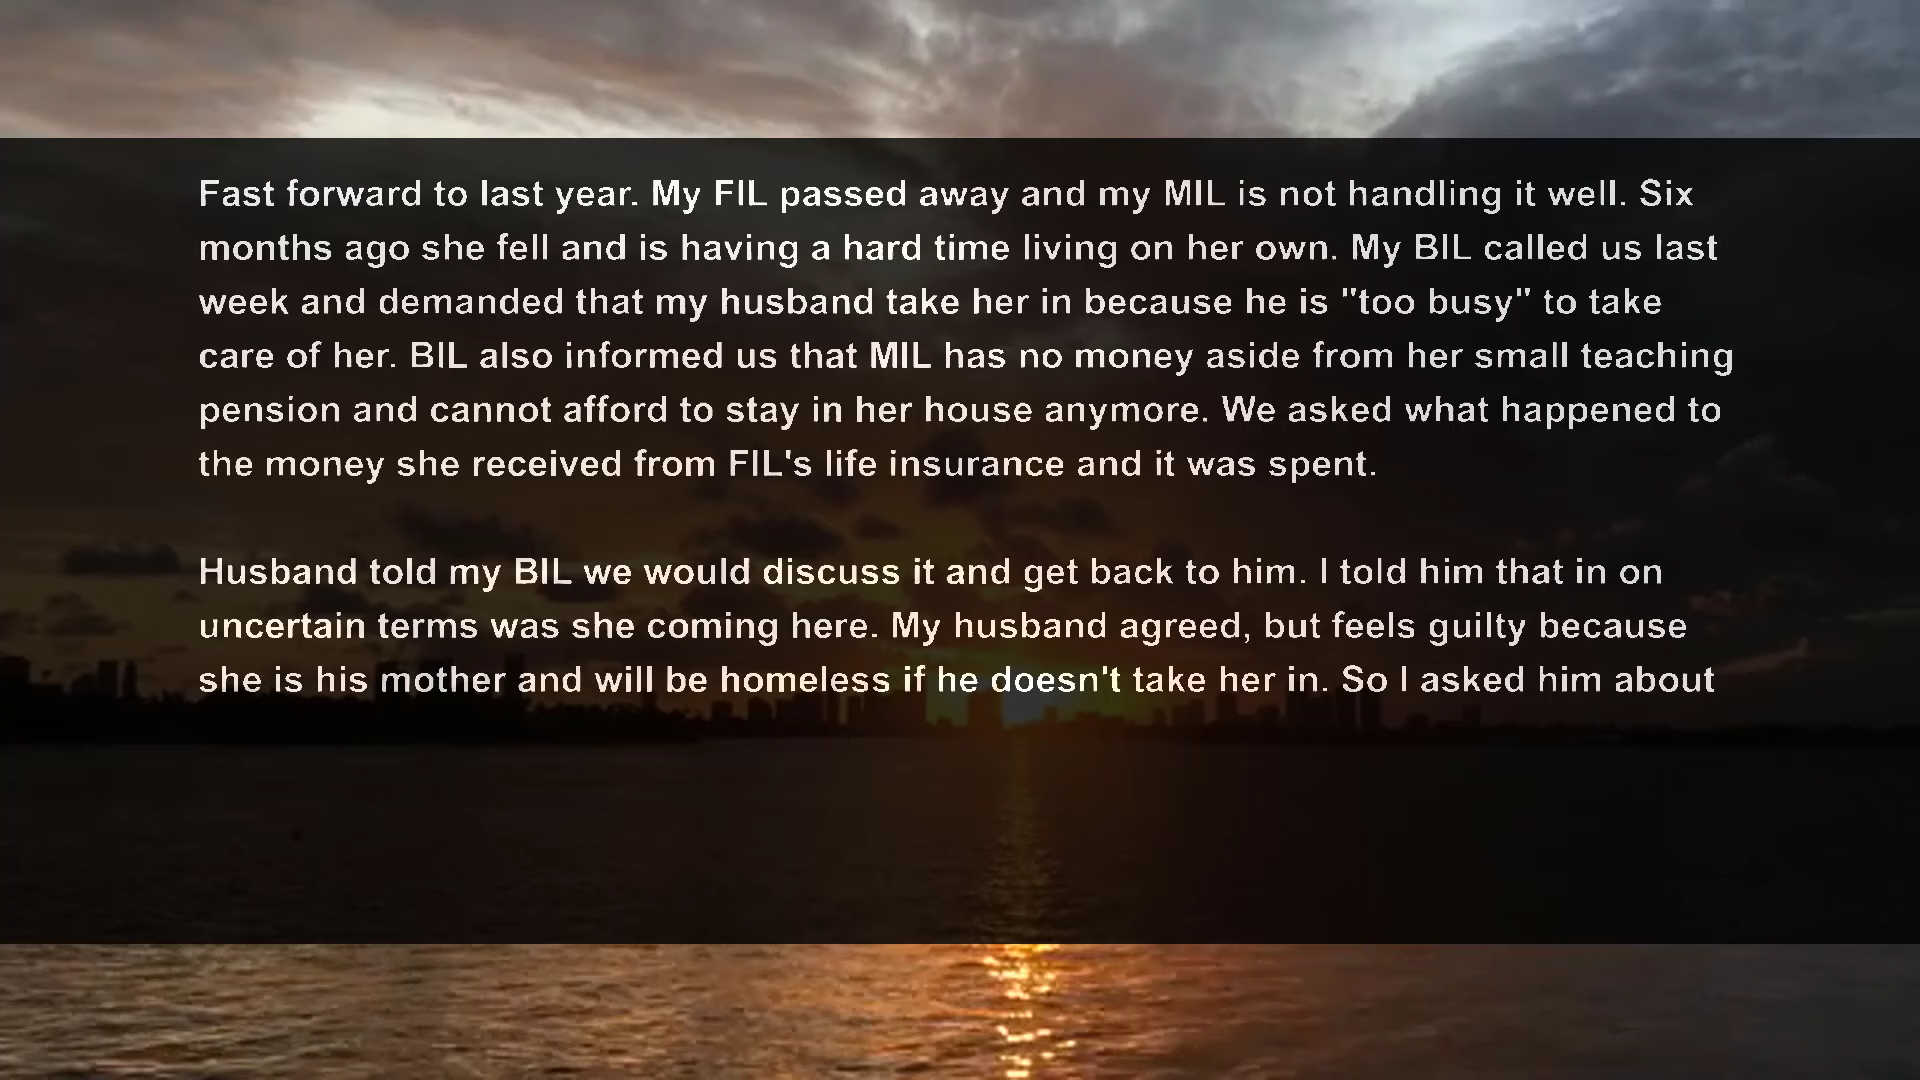 Fast forward to last year. My FIL passed away and my MIL is not handling it well. Six
months ago she fell and is having a hard time living on her own. My BIL called us last
week and demanded that my husband take her in because he is "too busy" to take
care of her. BIL also informed us that MIL has no money aside from her small teaching
pension and cannot afford to stay in her house anymore. We asked what happened to
the money she received from FIL's life insurance and it was spent.
Husband told my BIL we would discuss it and get back to him. I told him that in on
uncertain terms was she coming here. My husband agreed, but feels guilty because
she is his mother and will be homeless if he doesn't take her in. So I asked him about